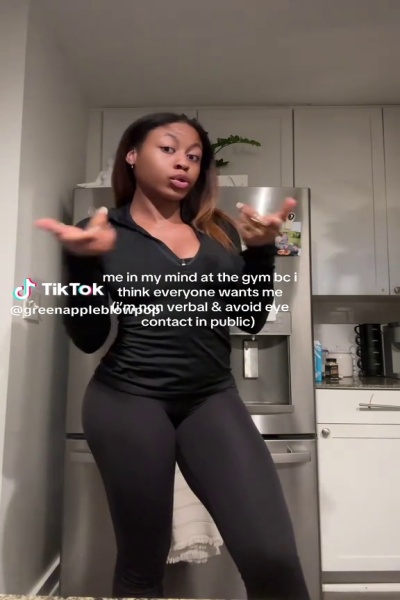 me in my mind at the gym bc i
think everyone wants me
(i'm non verbal & avoid eye
contact in public)
TikTok
@greenappleblowpop